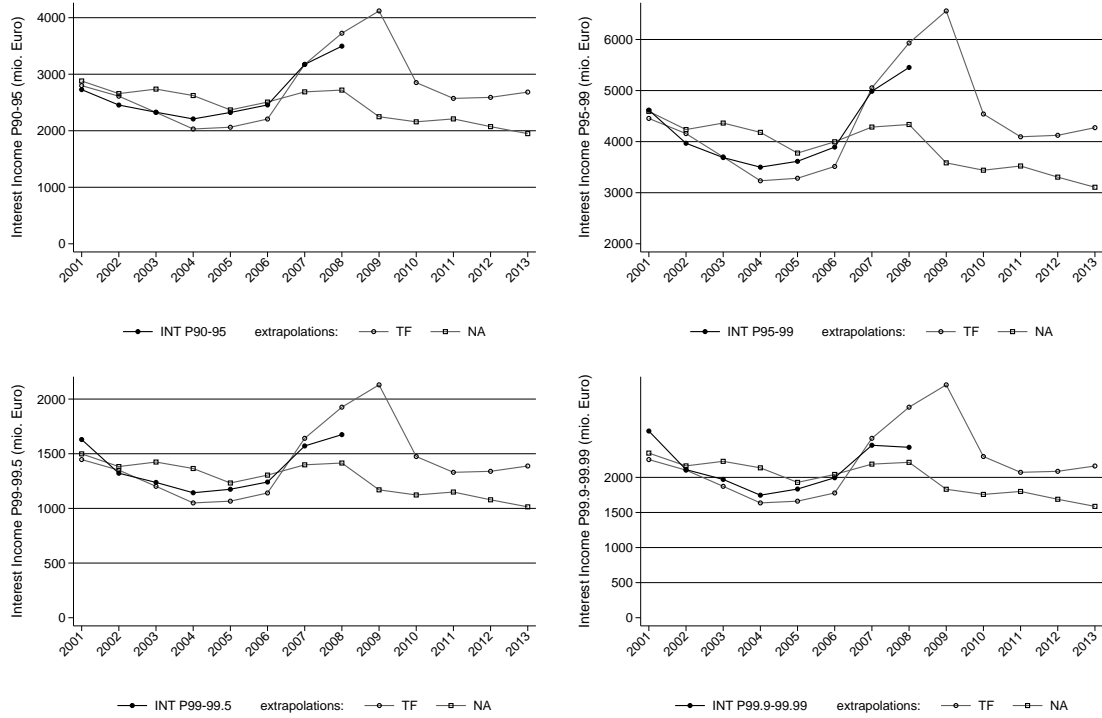 Interest Income P90-95 (mio. Euro)
4000
3000
2000
1000
0
2001 2002 2003 2004 2005 2006 2007 2008 2009 2010 2011 2012 2013
INT P90-95 extrapolations: TF NA
Interest Income P95-99 (mio. Euro)
6000
5000
4000
3000
2000
2001 2002 2003 2004 2005 2006 2007 2008 2009 2010 2011 2012 2013
INT P95-99 extrapolations: TF NA
Interest Income P99-99.5 (mio. Euro)
2000
1500
1000
500
0
2001 2002 2003 2004 2005 2006 2007 2008 2009 2010 2011 2012 2013
INT P99-99.5 extrapolations: TF NA
Interest Income P99.9-99.99 (mio. Euro)
2000
1500
1000
500
0
2001 2002 2003 2004 2005 2006 2007 2008 2009 2010 2011 2012 2013
INT P99.9-99.99 extrapolations: TF NA